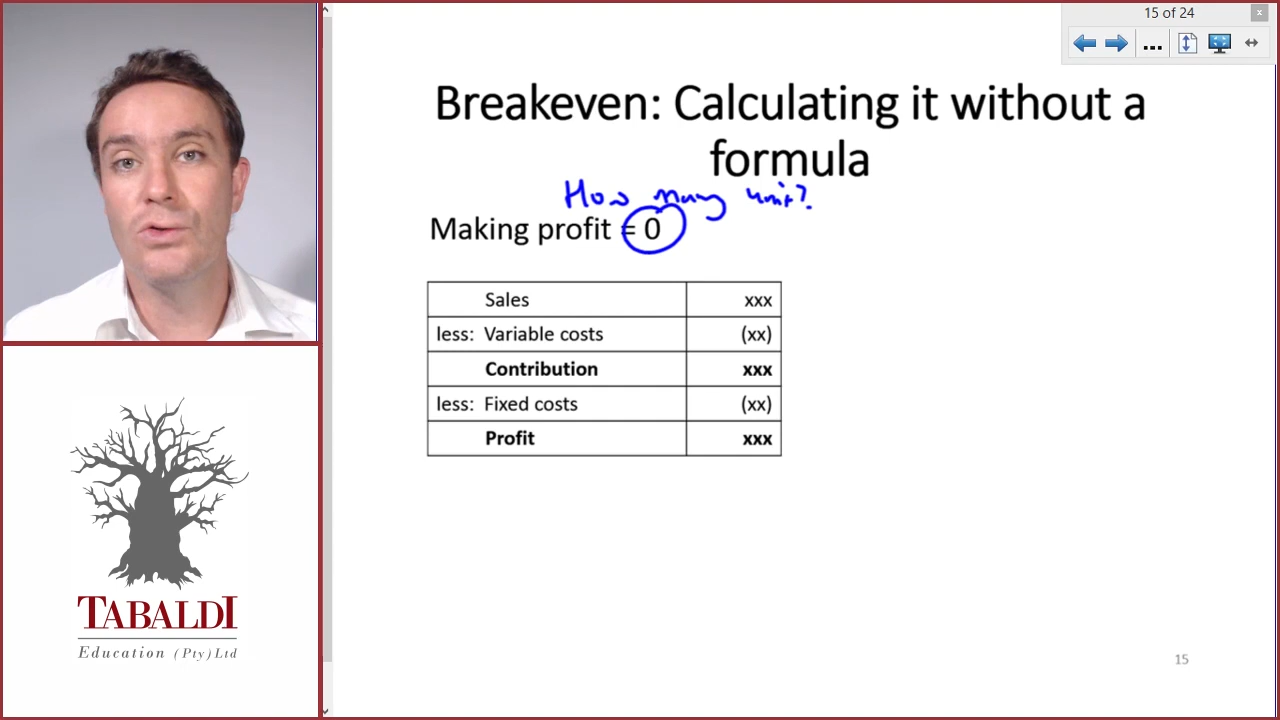 15 of 24
Breakeven: Calculating it without a
formula
How many unit?
Making profit = 0
Sales xxx
less: Variable costs (xx)
Contribution xxx
less: Fixed costs (xx)
Profit xxx
TABALDI
Education (Pty) Ltd
15